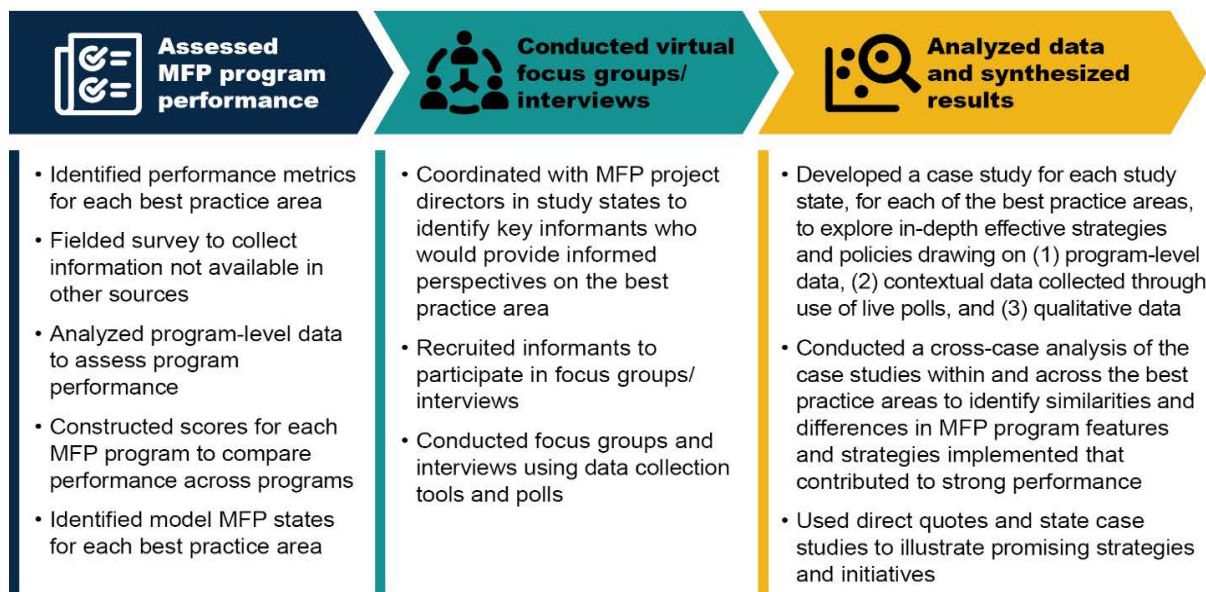 Assessed
MFP program
performance
• Identified performance metrics
for each best practice area
• Fielded survey to collect
information not available in
other sources
• Analyzed program-level data
to assess program
performance
• Constructed scores for each
MFP program to compare
performance across programs
• Identified model MFP states
for each best practice area
Conducted virtual
focus groups/
interviews
• Coordinated with MFP project
directors in study states to
identify key informants who
would provide informed
perspectives on the best
practice area
• Recruited informants to
participate in focus groups/
interviews
• Conducted focus groups and
interviews using data collection
tools and polls
Analyzed data
and synthesized
results
• Developed a case study for each study
state, for each of the best practice areas,
to explore in-depth effective strategies
and policies drawing on (1) program-level
data, (2) contextual data collected through
use of live polls, and (3) qualitative data
• Conducted a cross-case analysis of the
case studies within and across the best
practice areas to identify similarities and
differences in MFP program features
and strategies implemented that
contributed to strong performance
• Used direct quotes and state case
studies to illustrate promising strategies
and initiatives